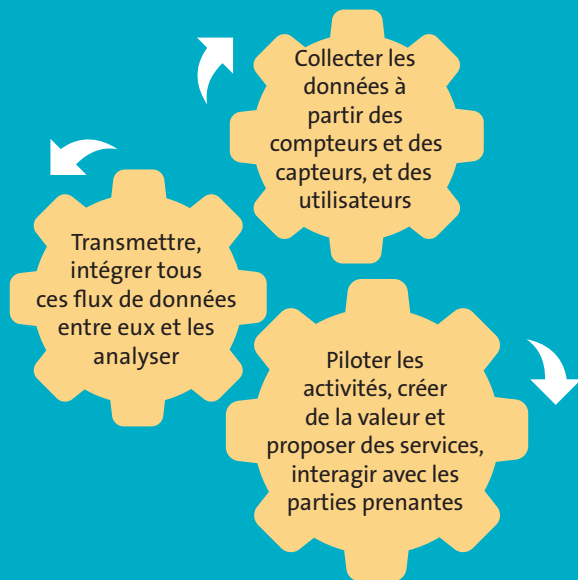 Collecter les
données à
partir des
compteurs et des
capteurs, et des
utilisateurs
Transmettre,
intégrer tous
ces flux de données
entre eux et les
analyser
Piloter les
activités, créer
de la valeur et
proposer des services,
interagir avec les
parties prenantes